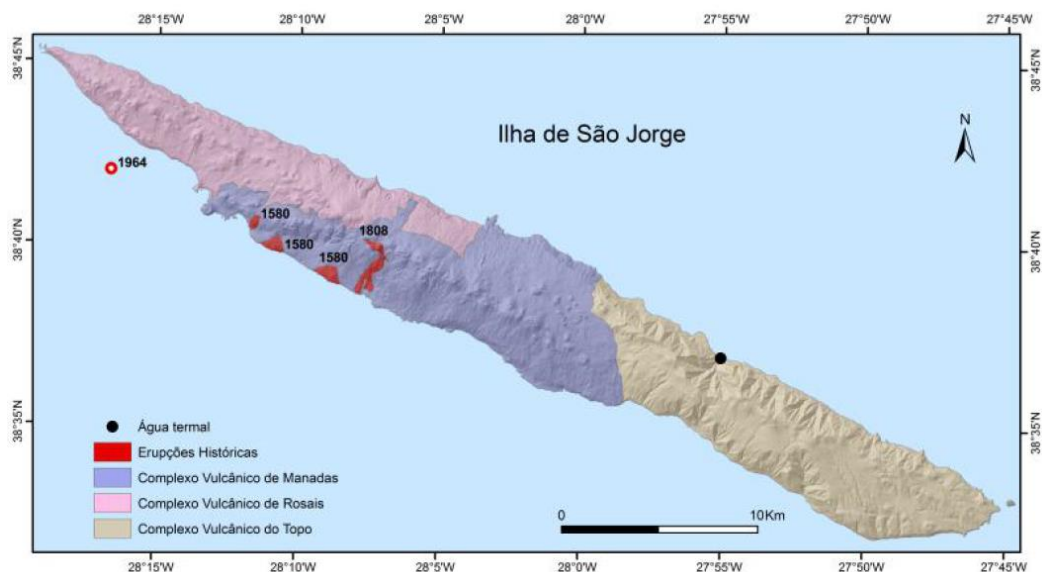 28°15'W 28°10'W 28°5'W 28°0'W 27°55'W 27°50'W 27°45'W
38°45'N
38°45'N
Ilha de São Jorge
N
1964
1580
1808
1580
1580
38°40'N
38°40'N
38°35'N
38°35'N
Água termal
Erupções Históricas
Complexo Vulcânico de Manadas
Complexo Vulcânico de Rosais
Complexo Vulcânico do Topo
0 10Km
28°15'W 28°10'W 28°5'W 28°0'W 27°55'W 27°50'W 27°45'W